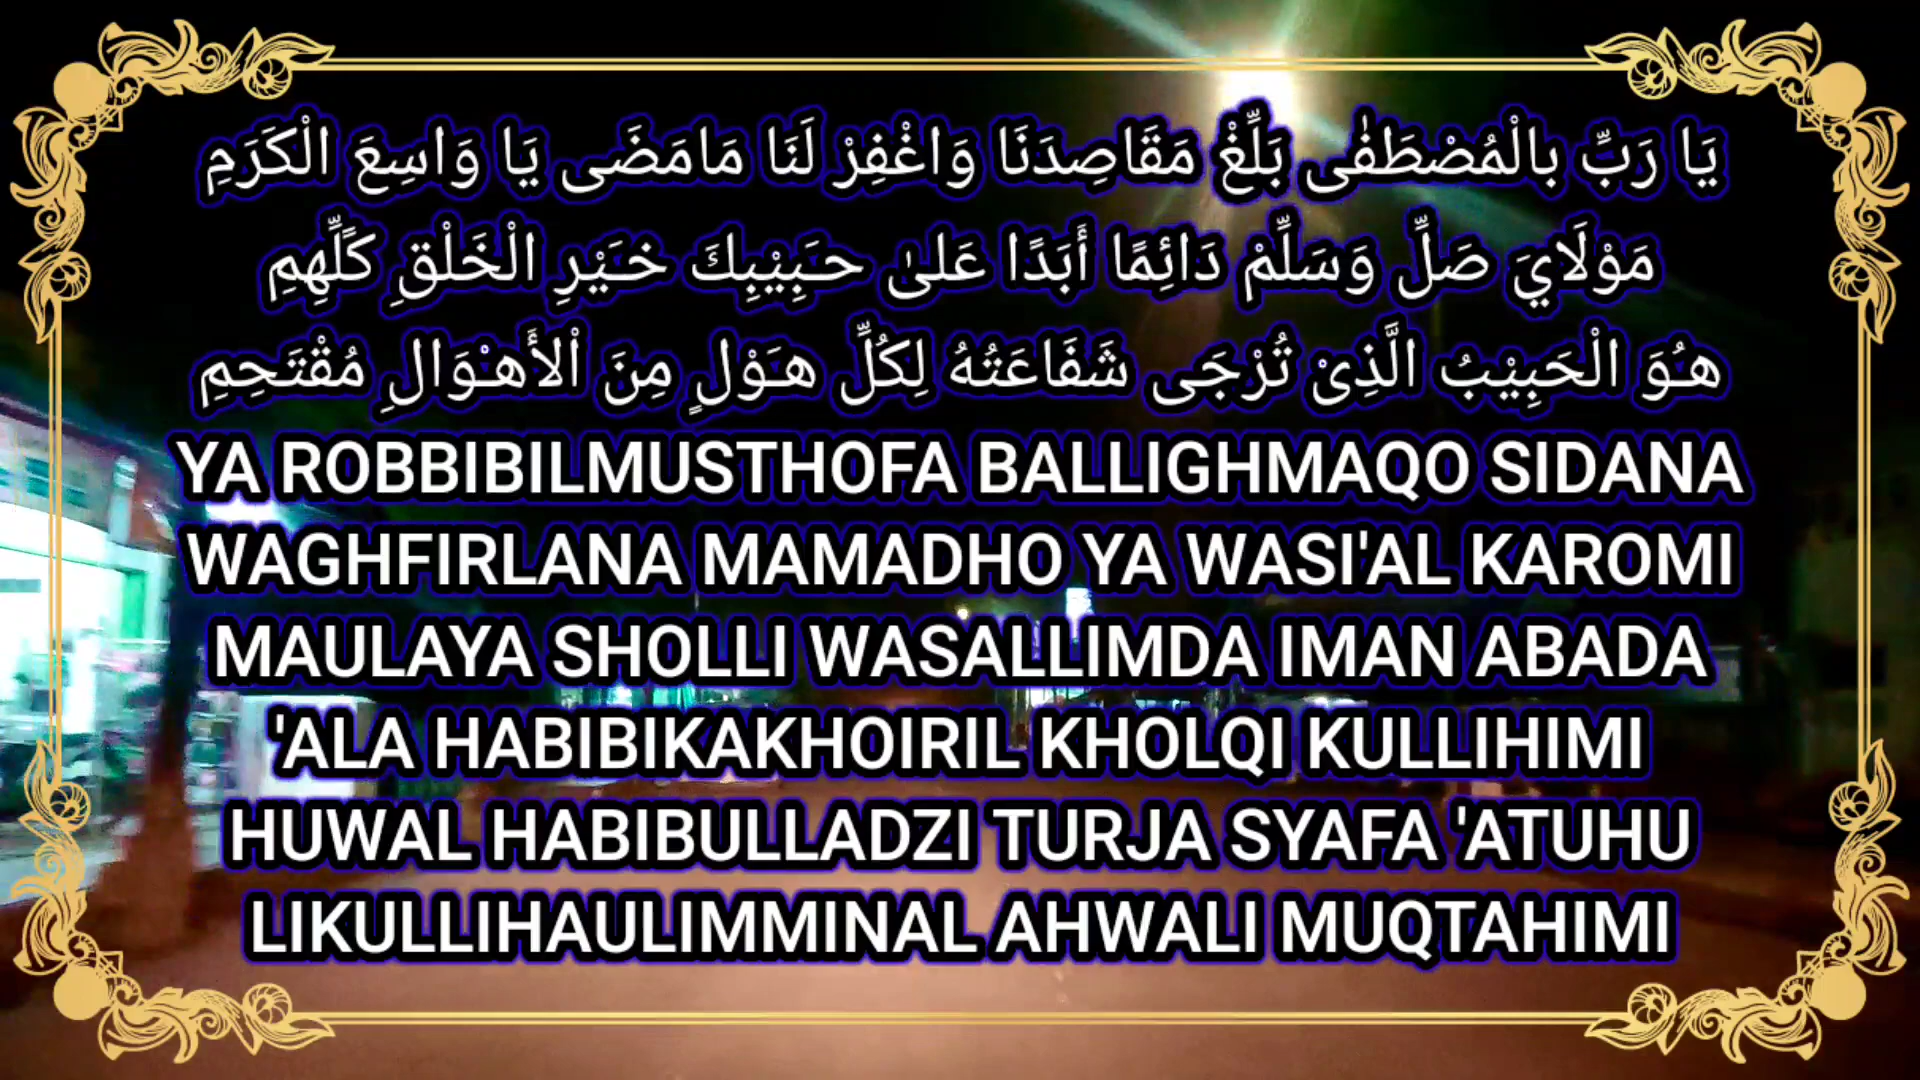 يَا رَبِّ بِالْمُصْطَفٰى بَلِّغْ مَقَاصِدَنَا وَاغْفِرْ لَنَا مَامَضَى يَا وَاسِعَ الْكَرَمِ
مَوْلَايَ صَلِّ وَسَلِّمْ دَائِمًا أَبَدًا عَلىٰ حَبِيْبِكَ خَيْرِ الْخَلْقِ كُلِّهِمِ
هُوَ الْحَبِيْبُ الَّذِىْ تُرْجَى شَفَاعَتُهُ لِكُلِّ هَوْلٍ مِنَ اْلأَهْوَالِ مُقْتَحِمِ
YA ROBBIBILMUSTHOFA BALLIGHMAQO SIDANA
WAGHFIRLANA MAMADHO YA WASI'AL KAROMI
MAULAYA SHOLLI WASALLIMDA IMAN ABADA
'ALA HABIBIKAKHOIRIL KHOLQI KULLIHIMI
HUWAL HABIBULLADZI TURJA SYAFA 'ATUHU
LIKULLIHAULIMMINAL AHWALI MUQTAHIMI